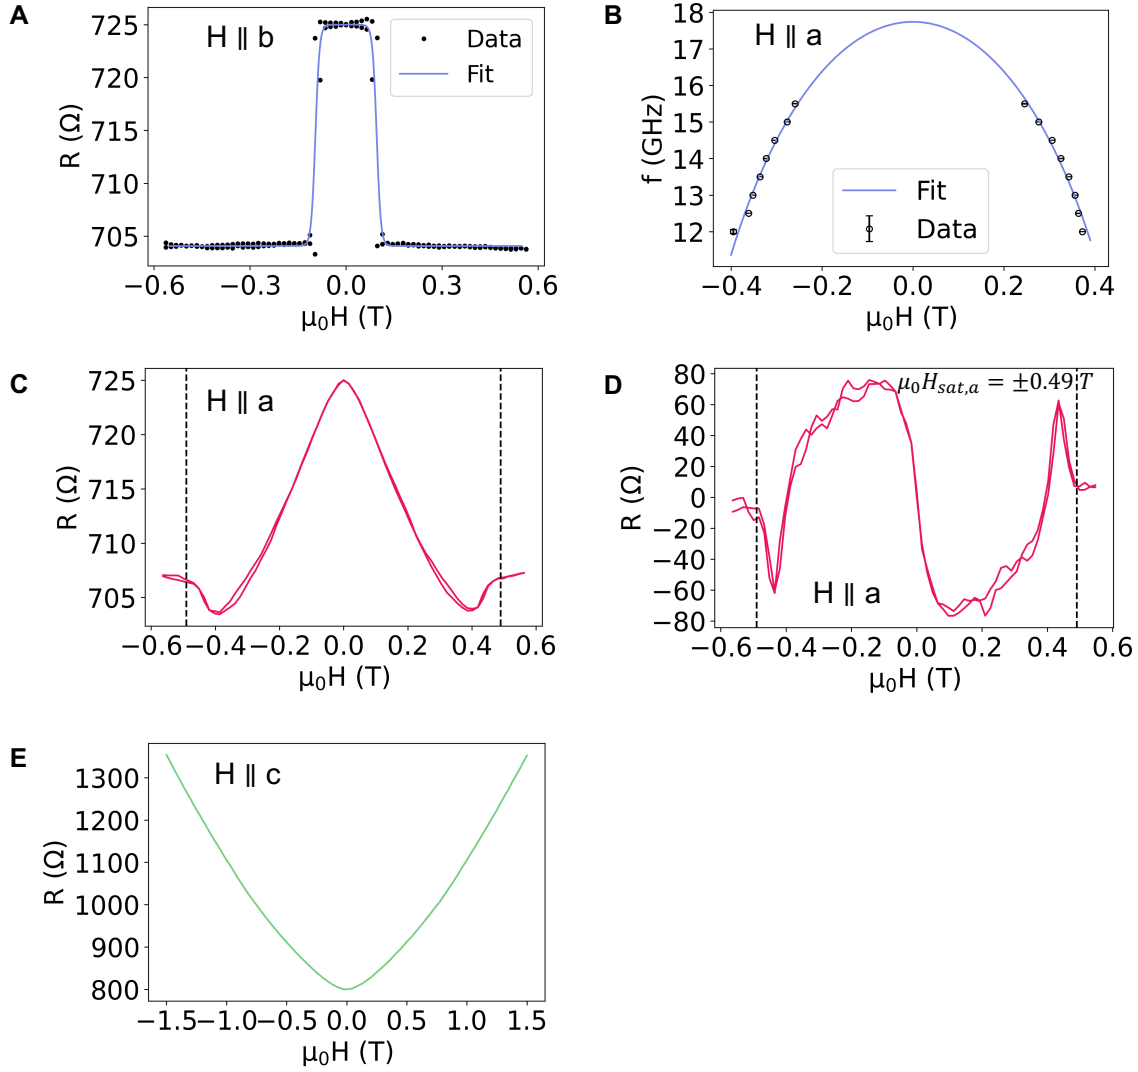 A
H ∥ b
Data
Fit
725
720
715
710
705
R (Ω)
−0.6 −0.3 0.0 0.3 0.6
μ₀H (T)
B
H ∥ a
18
17
16
15
14
13
12
f (GHz)
Fit
Data
−0.4 −0.2 0.0 0.2 0.4
μ₀H (T)
C
H ∥ a
725
720
715
710
705
R (Ω)
−0.6 −0.4 −0.2 0.0 0.2 0.4 0.6
μ₀H (T)
D
μ₀H_{sat,a} = ±0.49 T
80
60
40
20
0
−20
−40
−60
−80
R (Ω)
H ∥ a
−0.6 −0.4 −0.2 0.0 0.2 0.4 0.6
μ₀H (T)
E
H ∥ c
1300
1200
1100
1000
900
800
R (Ω)
−1.5 −1.0 −0.5 0.0 0.5 1.0 1.5
μ₀H (T)